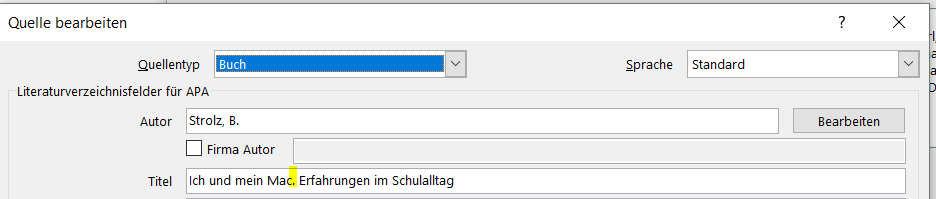 Quelle bearbeiten ? ×
Quellentyp Buch Sprache Standard
Literaturverzeichnisfelder für APA
Autor Strolz, B. Bearbeiten
Firma Autor
Titel Ich und mein Mac. Erfahrungen im Schulalltag